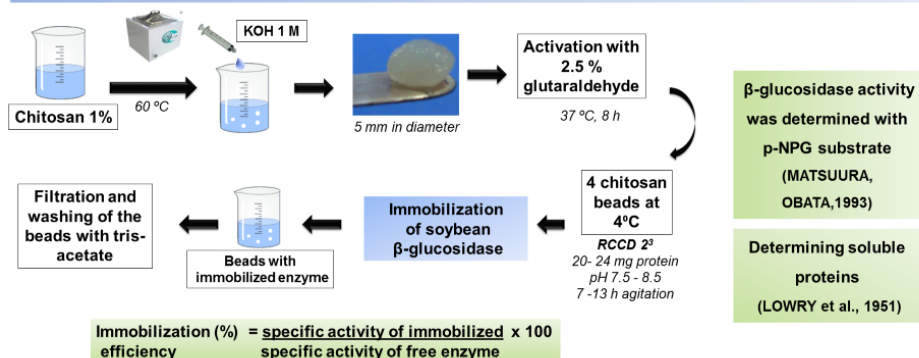 KOH 1 M
Chitosan 1%
60 ºC
5 mm in diameter
Activation with
2.5 %
glutaraldehyde
37 ºC, 8 h
4 chitosan
beads at
4ºC
RCCD 2³
20- 24 mg protein
pH 7.5 - 8.5
7 -13 h agitation
Immobilization
of soybean
β-glucosidase
Beads with
immobilized enzyme
Filtration and
washing of the
beads with tris-
acetate
β-glucosidase activity
was determined with
p-NPG substrate
(MATSUURA,
OBATA,1993)
Determining soluble
proteins
(LOWRY et al., 1951)
Immobilization (%) = specific activity of immobilized x 100
efficiency specific activity of free enzyme